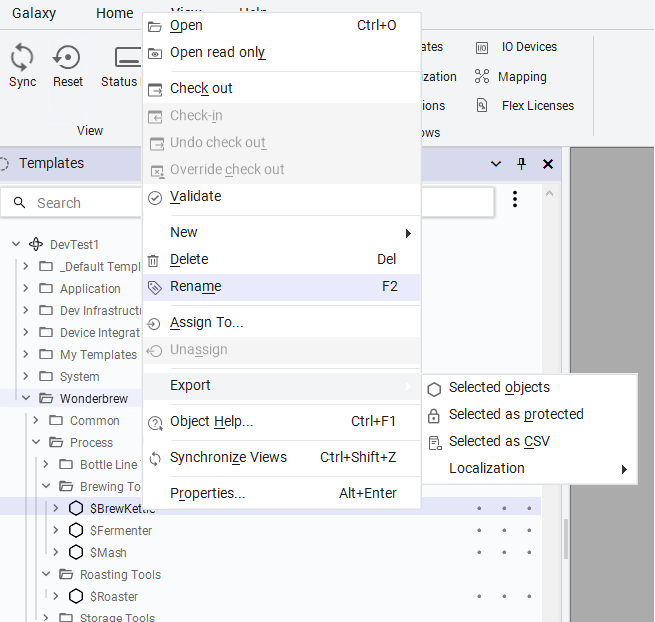 Galaxy Home View Help
Sync Reset Status
View
IO Devices
Mapping
Flex Licenses
Templates
Search
DevTest1
_Default Templ
Application
Dev Infrastruct
Device Integrat
My Templates
System
Wonderbrew
Common
Process
Bottle Line
Brewing To
$BrewKettle
$Fermenter
$Mash
Roasting Tools
$Roaster
Storage Tools
Open Ctrl+O
Open read only
Check out
Check-in
Undo check out
Override check out
Validate
New
Delete Del
Rename F2
Assign To...
Unassign
Export
Object Help... Ctrl+F1
Synchronize Views Ctrl+Shift+Z
Properties... Alt+Enter
Selected objects
Selected as protected
Selected as CSV
Localization